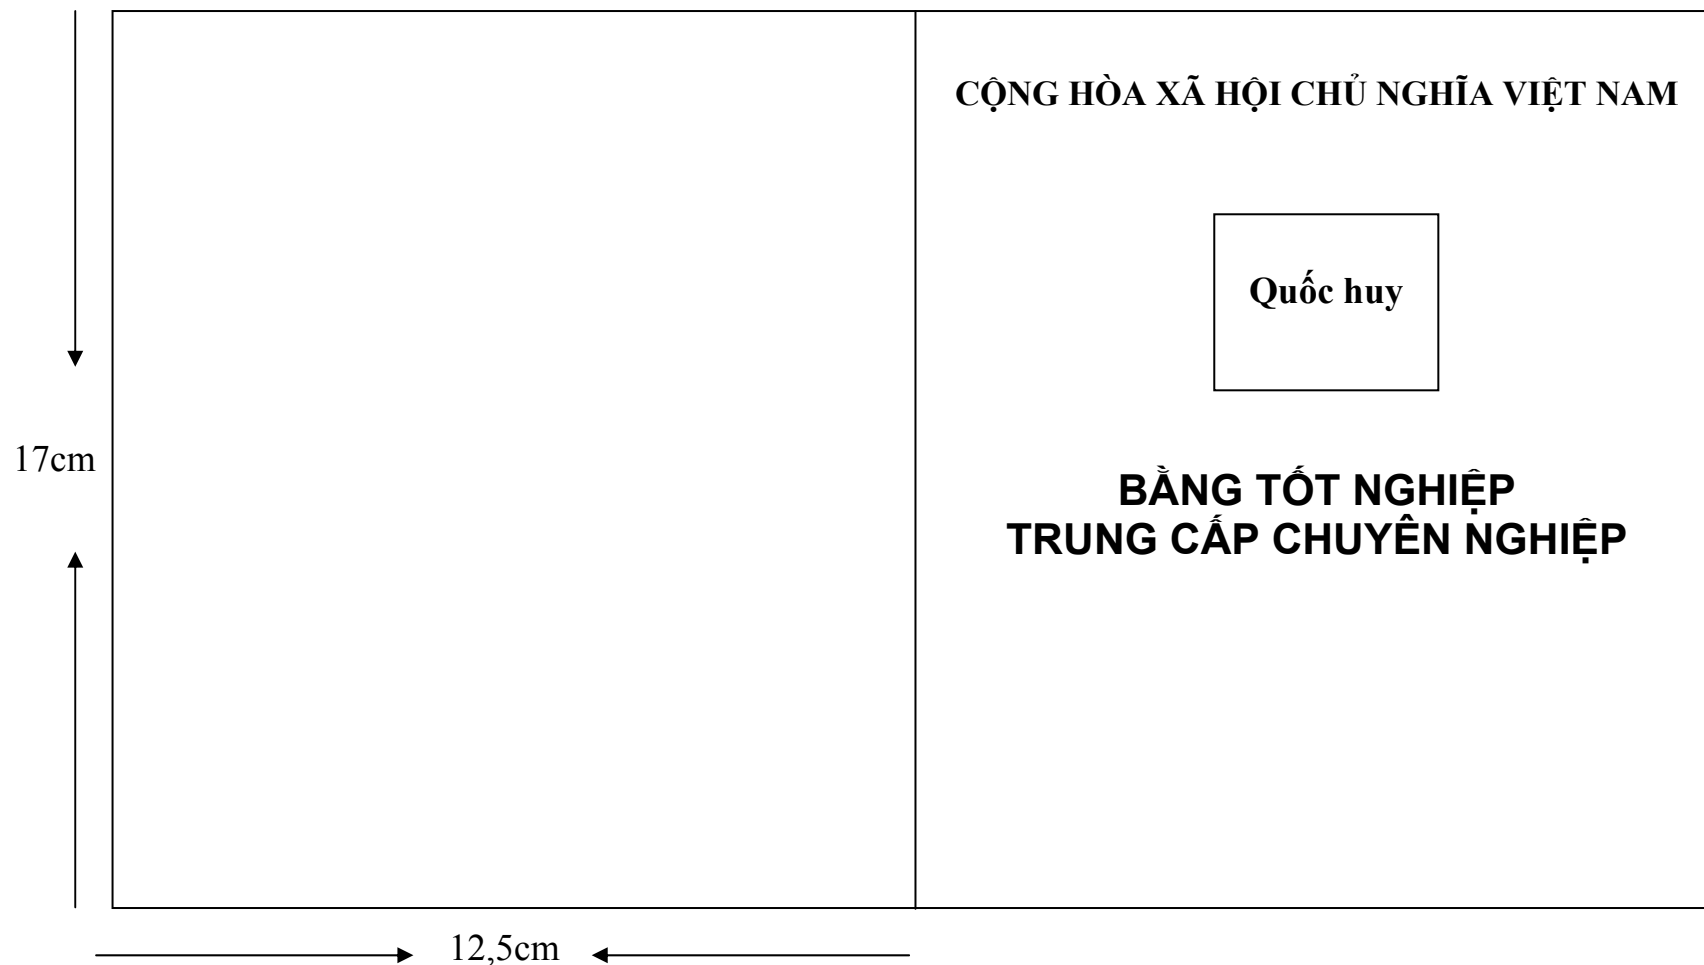 CỘNG HÒA XÃ HỘI CHỦ NGHĨA VIỆT NAM
Quốc huy
17cm
BẰNG TỐT NGHIỆP
TRUNG CẤP CHUYÊN NGHIỆP
12,5cm